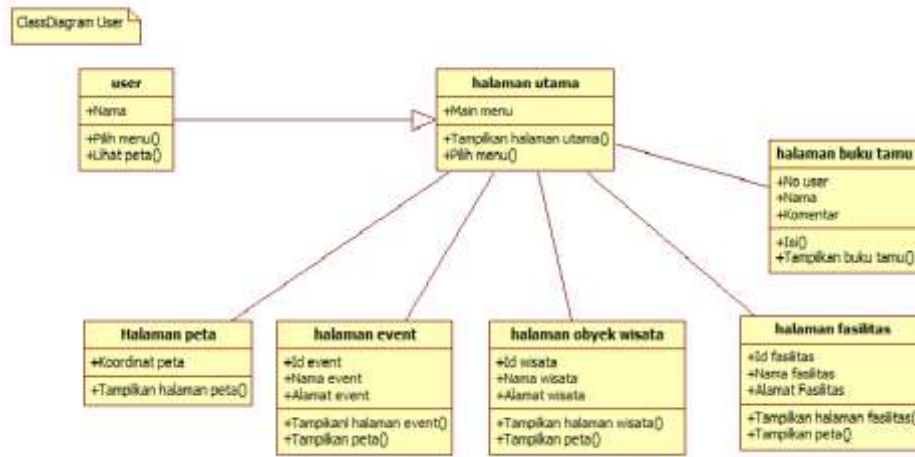 ClassDiagram User
user
+Nama
+Pilih menu()
+Lihat peta()
halaman utama
+Main menu
+Tampilkan halaman utama()
+Pilih menu()
halaman buku tamu
+No user
+Nama
+Komentar
+Isi()
+Tampilkan buku tamu()
Halaman peta
+Koordinat peta
+Tampilkan halaman peta()
halaman event
+Id event
+Nama event
+Alamat event
+Tampikanl halaman event()
+Tampilkan peta()
halaman obyek wisata
+Id wisata
+Nama wisata
+Alamat wisata
+Tampilkan halaman wisata()
+Tampilkan peta()
halaman fasilitas
+Id fasilitas
+Nama fasilitas
+Alamat Fasilitas
+Tampilkan halaman fasilitas()
+Tampilkan peta()